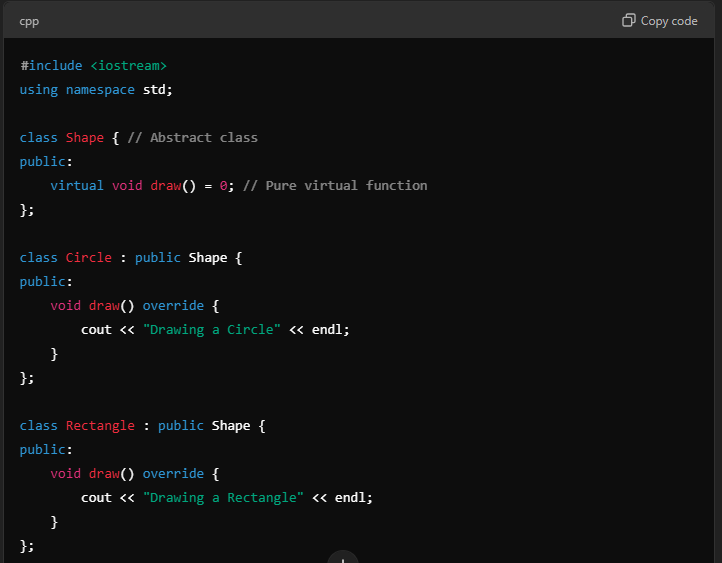 cpp
Copy code
#include <iostream>
using namespace std;
class Shape { // Abstract class
public:
    virtual void draw() = 0; // Pure virtual function
};
class Circle : public Shape {
public:
    void draw() override {
        cout << "Drawing a Circle" << endl;
    }
};
class Rectangle : public Shape {
public:
    void draw() override {
        cout << "Drawing a Rectangle" << endl;
    }
};